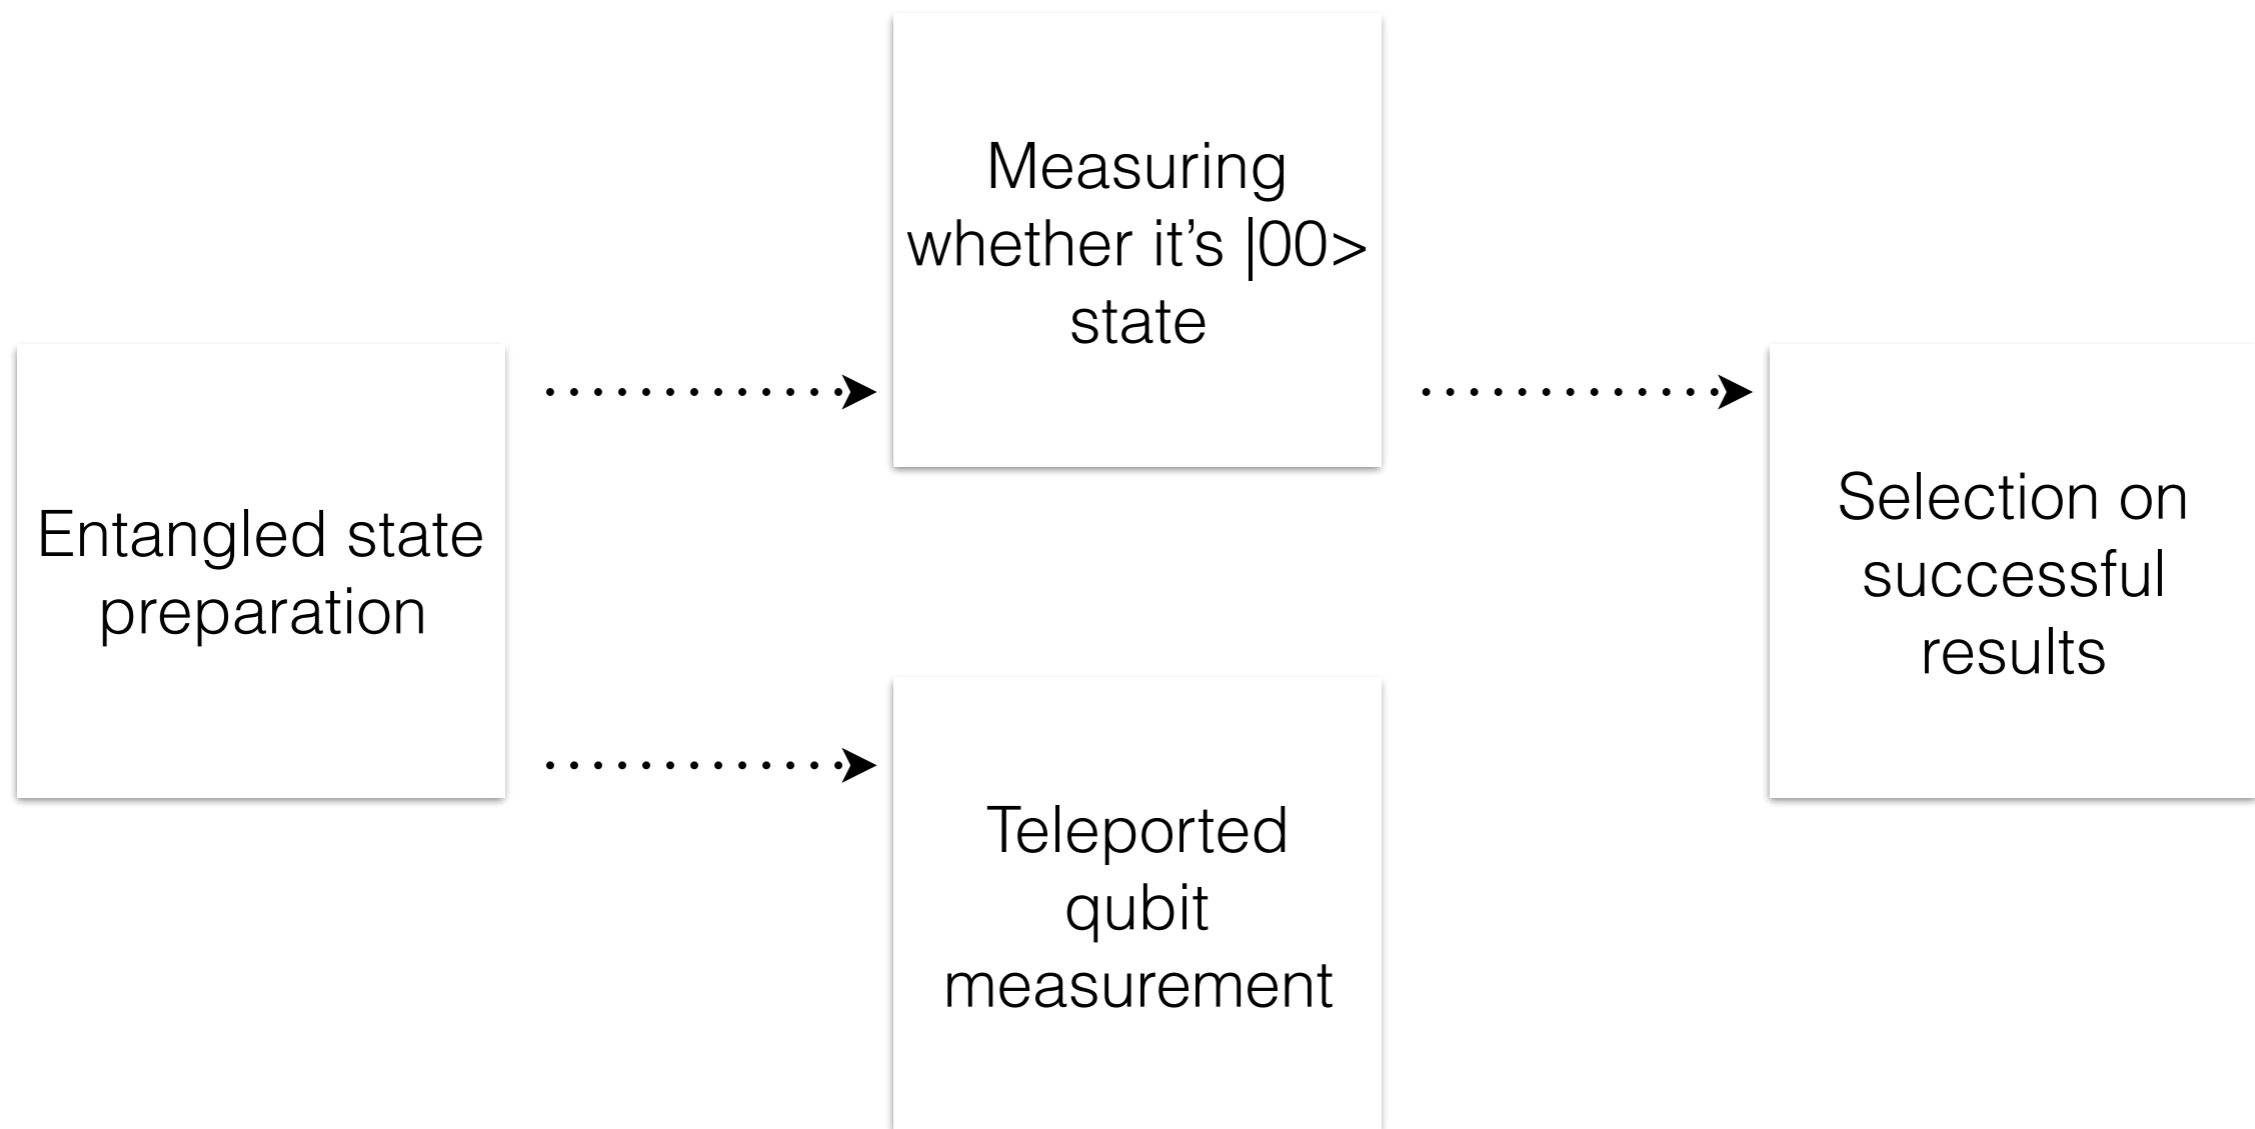 Entangled state
preparation
Measuring
whether it’s |00>
state
Teleported
qubit
measurement
Selection on
successful
results